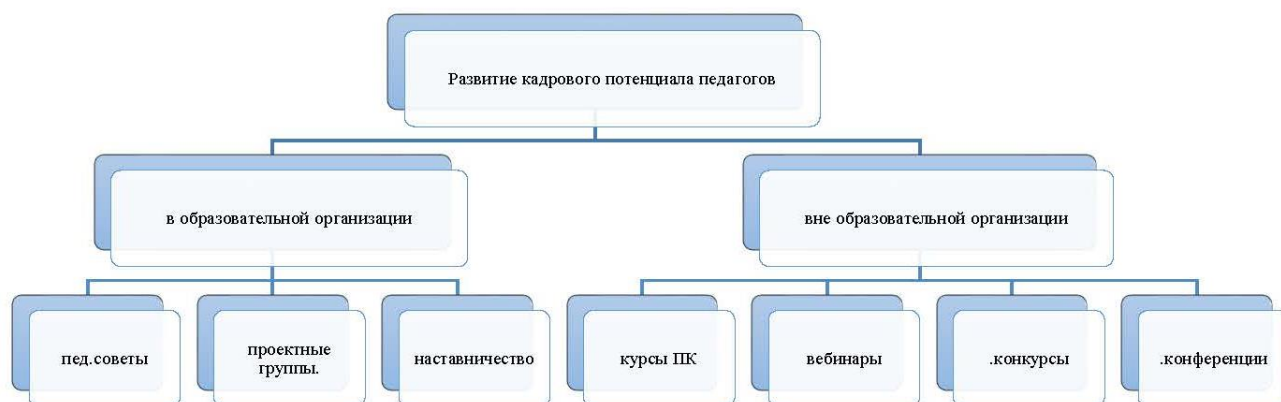 Развитие кадрового потенциала педагогов
в образовательной организации
вне образовательной организации
пед.советы
проектные
группы.
наставничество
курсы ПК
вебинары
.конкурсы
.конференции